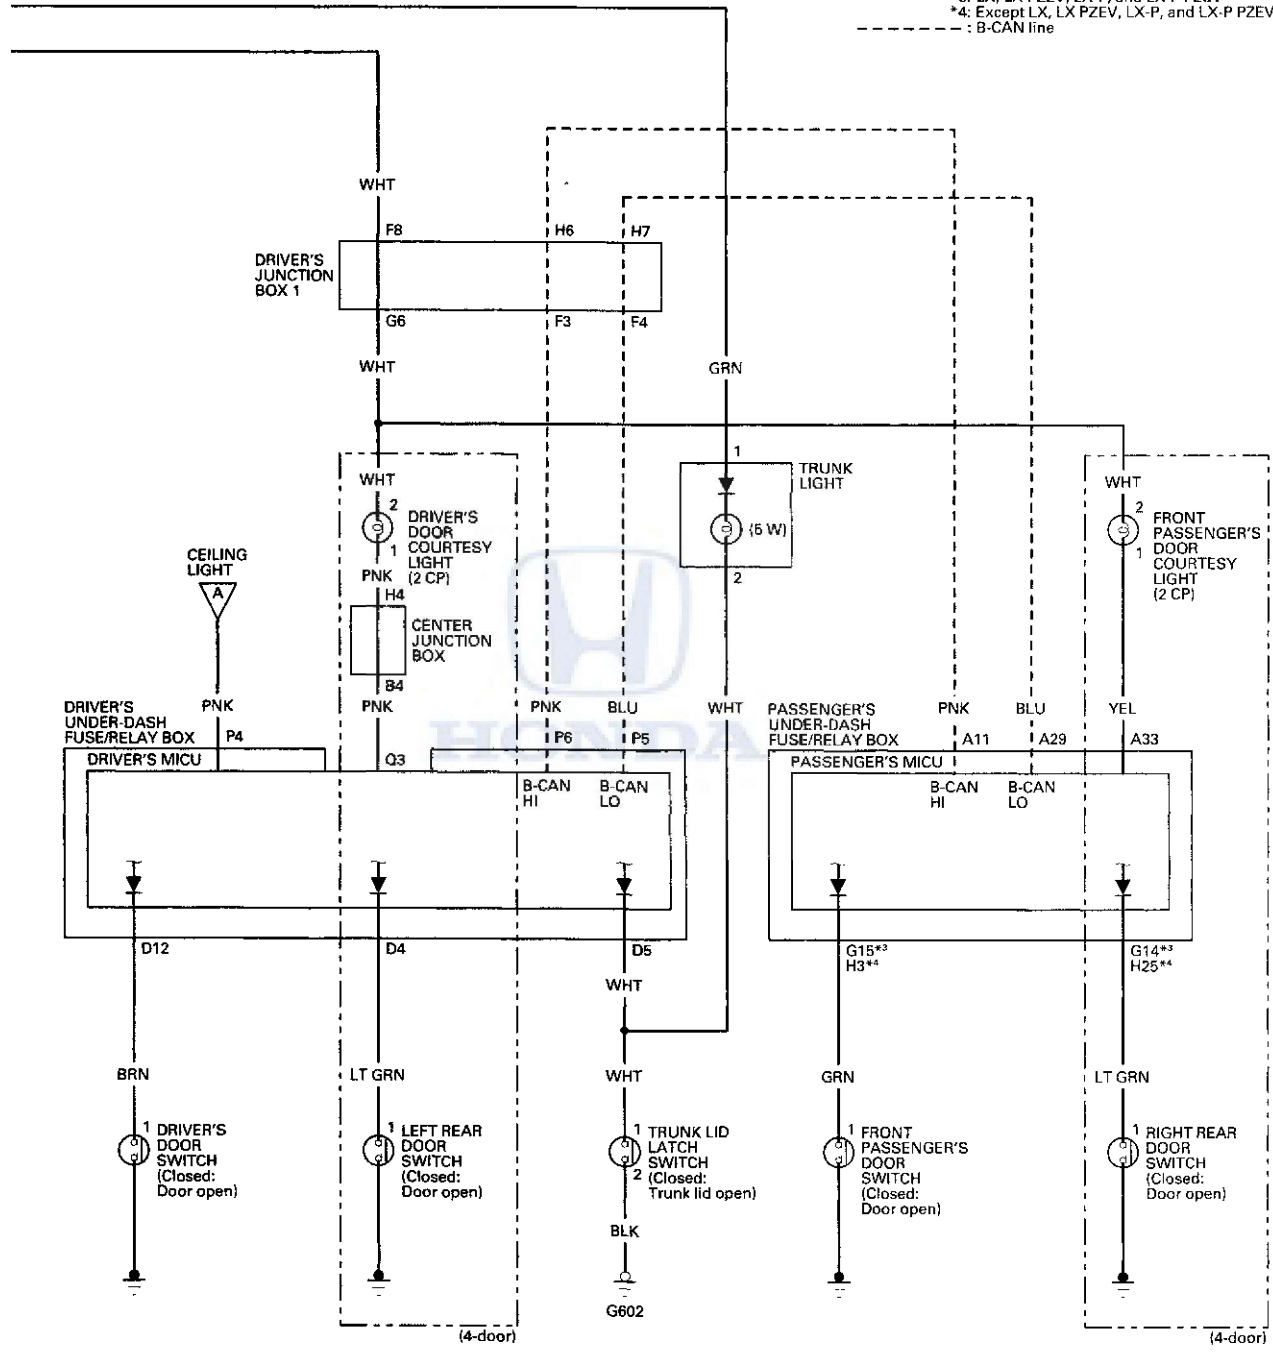 *4: Except LX, LX PZEV, LX-P, and LX-P PZEV
: B-CAN line
WHT
F8
H6
H7
DRIVER'S
JUNCTION
BOX 1
G6
F3
F4
WHT
GRN
1
TRUNK
LIGHT
(5 W)
2
WHT
2
DRIVER'S
DOOR
COURTESY
LIGHT
(2 CP)
1
PNK
WHT
2
FRONT
PASSENGER'S
DOOR
COURTESY
LIGHT
(2 CP)
1
CEILING
LIGHT
A
H4
CENTER
JUNCTION
BOX
B4
HONDA
DRIVER'S
UNDER-DASH
FUSE/RELAY BOX
PNK
P4
PNK
Q3
PNK
P6
BLU
P5
WHT
PASSENGER'S
UNDER-DASH
FUSE/RELAY BOX
PNK
A11
BLU
A29
YEL
A33
DRIVER'S MICU
B-CAN
HI
B-CAN
LO
PASSENGER'S MICU
B-CAN
HI
B-CAN
LO
D12
D4
D5
G15*3
H3*4
G14*3
H25*4
WHT
BRN
LT GRN
WHT
GRN
LT GRN
1
DRIVER'S
DOOR
SWITCH
(Closed:
Door open)
1
LEFT REAR
DOOR
SWITCH
(Closed:
Door open)
1
TRUNK LID
LATCH
SWITCH
2
(Closed:
Trunk lid open)
1
FRONT
PASSENGER'S
DOOR
SWITCH
(Closed:
Door open)
1
RIGHT REAR
DOOR
SWITCH
(Closed:
Door open)
BLK
G602
(4-door)
(4-door)